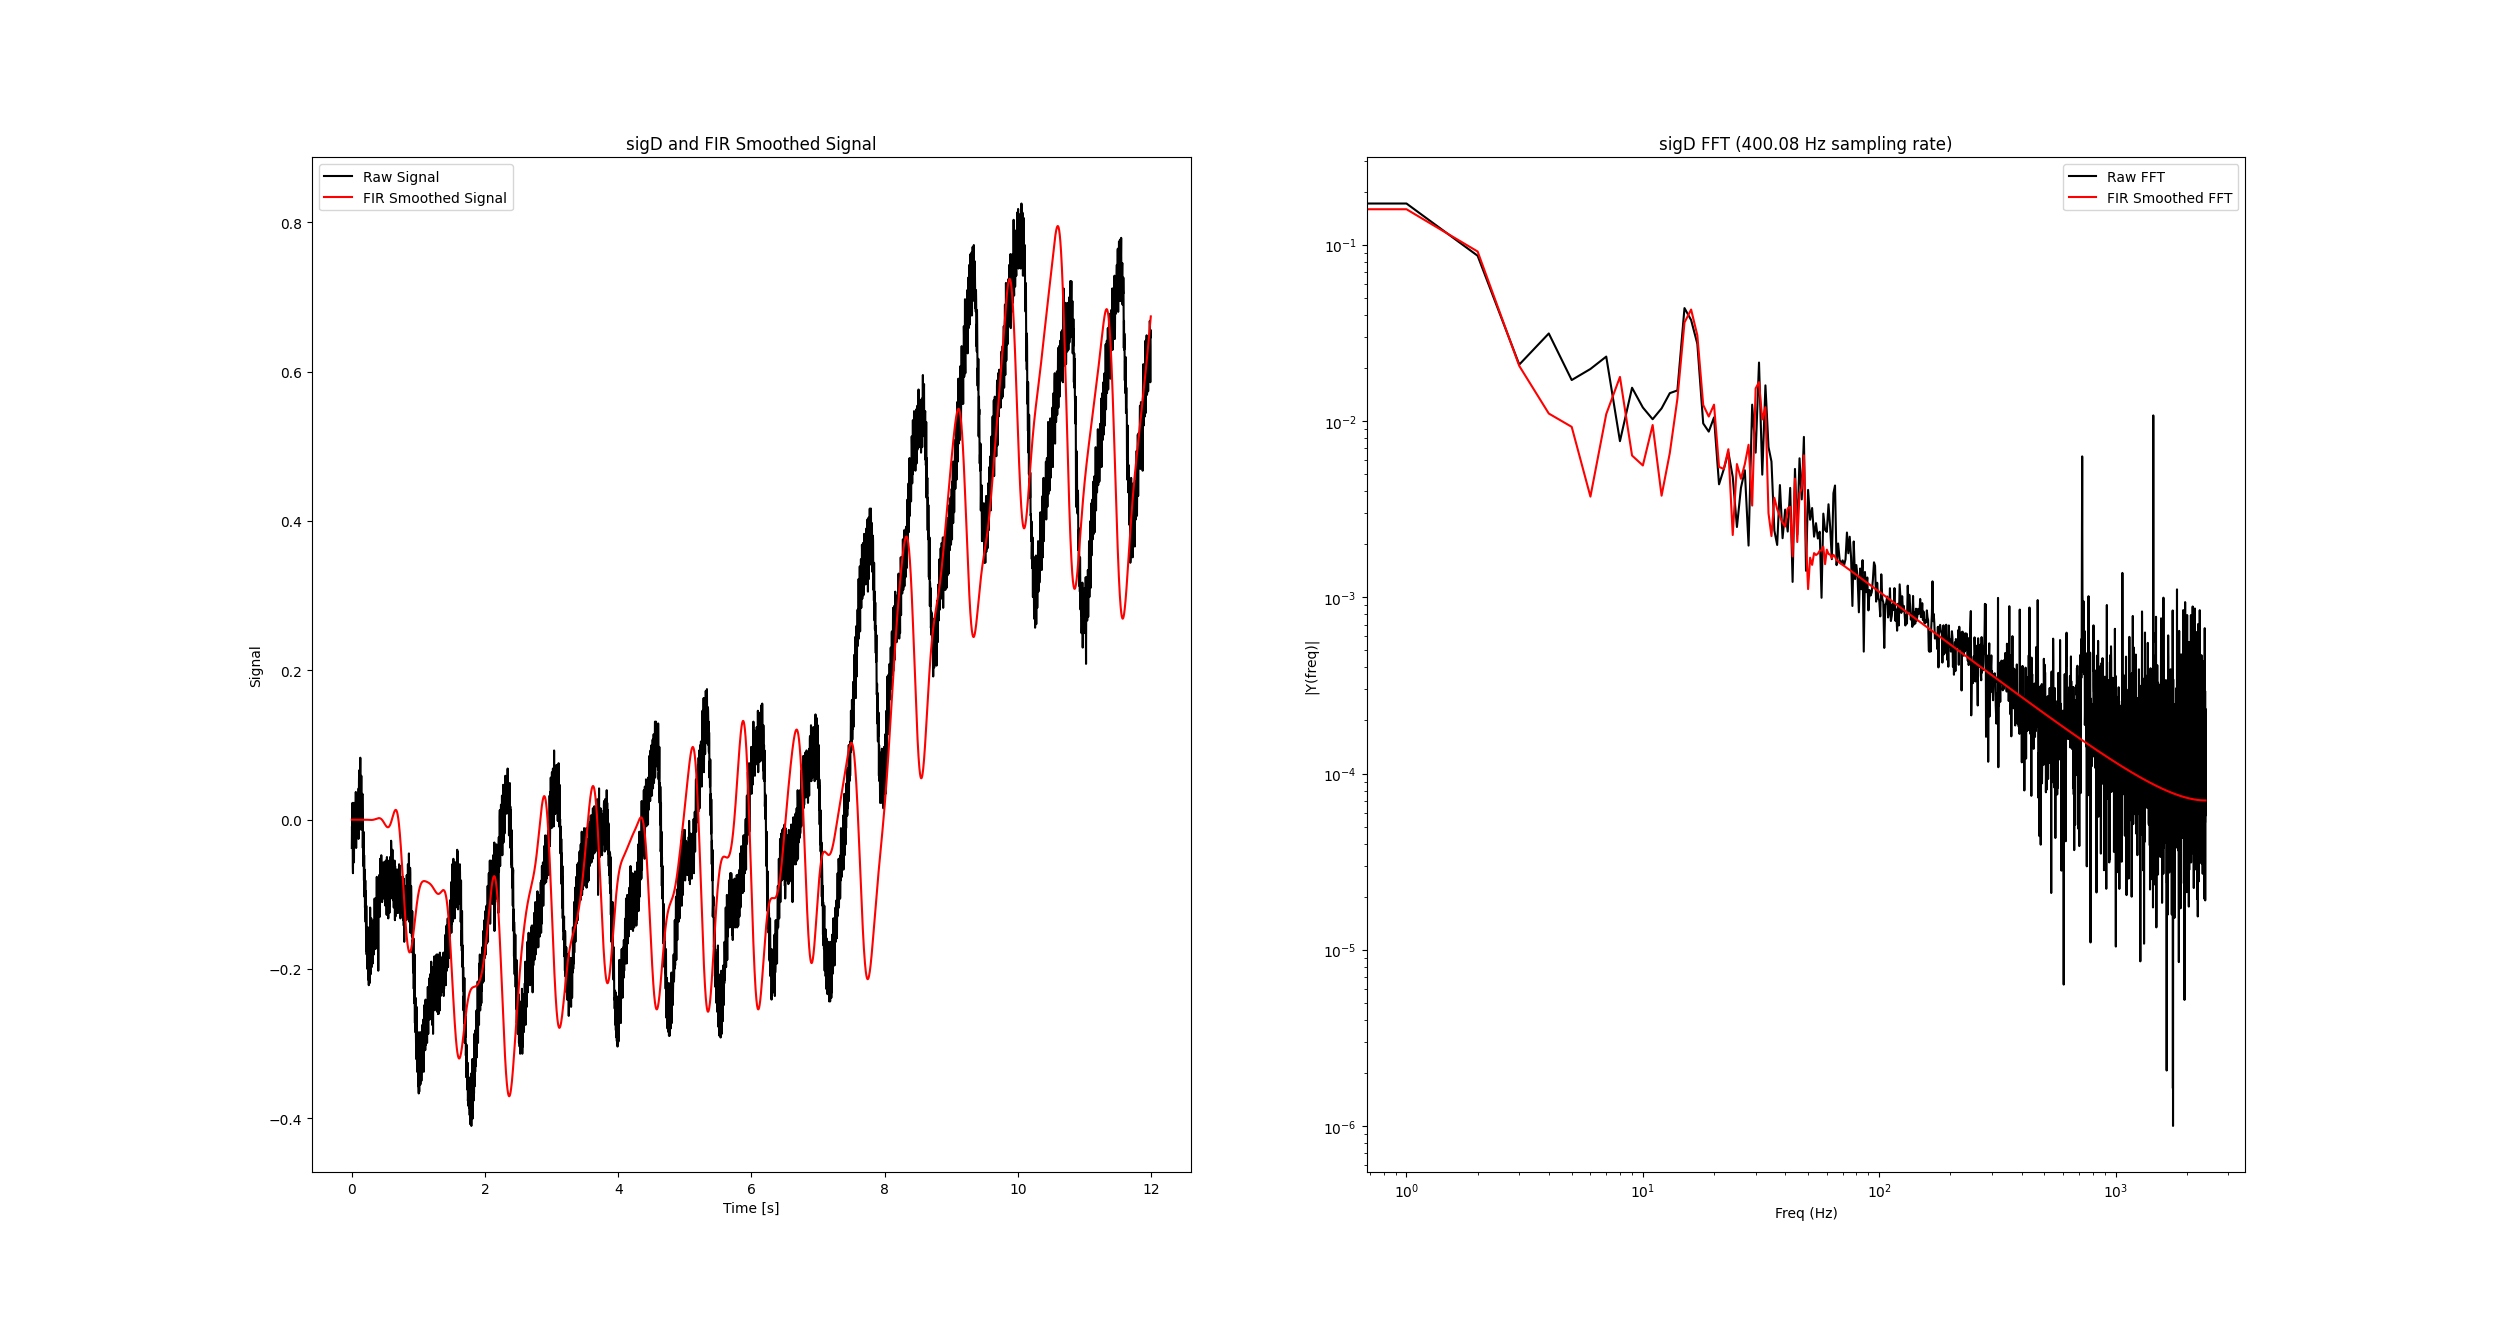 sigD and FIR Smoothed Signal
Raw Signal
FIR Smoothed Signal
0.8
0.6
0.4
0.2
0.0
−0.2
−0.4
Signal
0 2 4 6 8 10 12
Time [s]
sigD FFT (400.08 Hz sampling rate)
Raw FFT
FIR Smoothed FFT
10⁻¹
10⁻²
10⁻³
10⁻⁴
10⁻⁵
10⁻⁶
|Y(freq)|
10⁰ 10¹ 10² 10³
Freq (Hz)